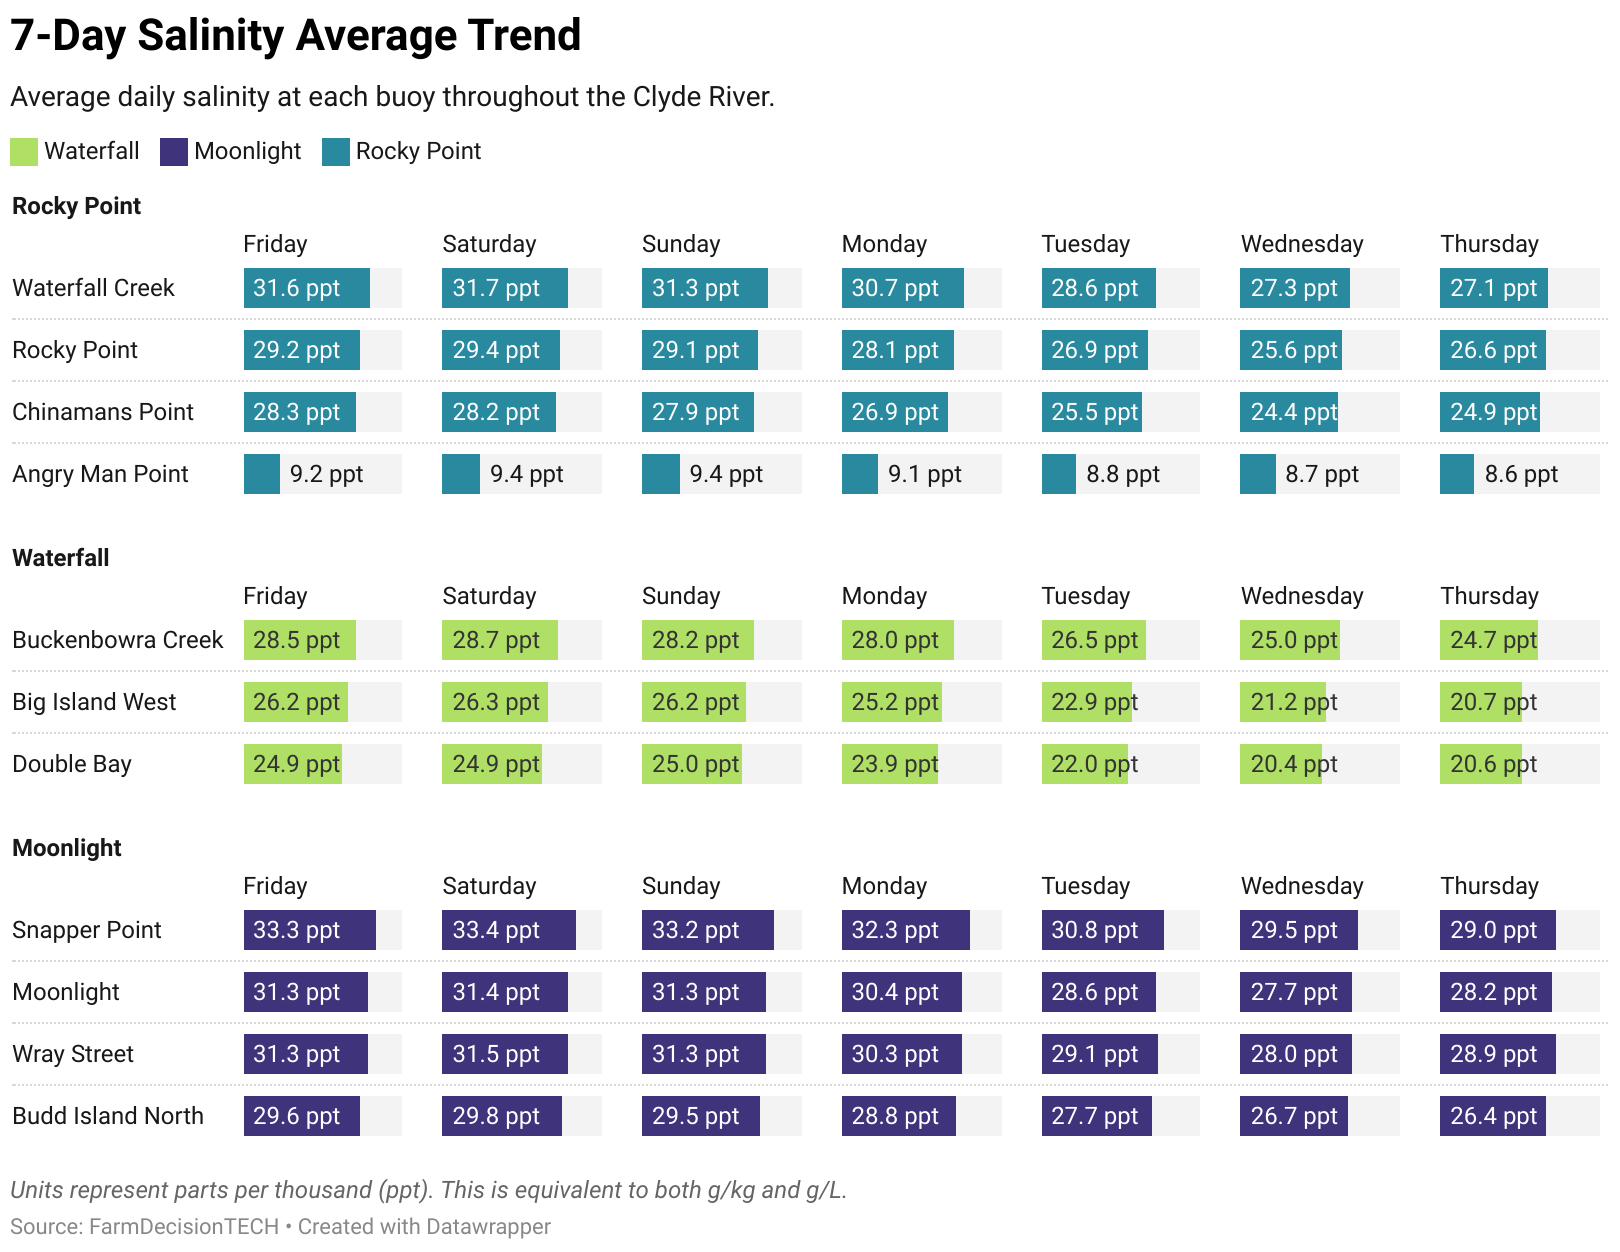 7-Day Salinity Average Trend
Average daily salinity at each buoy throughout the Clyde River.
Waterfall Moonlight Rocky Point
Rocky Point
Friday Saturday Sunday Monday Tuesday Wednesday Thursday
Waterfall Creek 31.6 ppt 31.7 ppt 31.3 ppt 30.7 ppt 28.6 ppt 27.3 ppt 27.1 ppt
Rocky Point 29.2 ppt 29.4 ppt 29.1 ppt 28.1 ppt 26.9 ppt 25.6 ppt 26.6 ppt
Chinamans Point 28.3 ppt 28.2 ppt 27.9 ppt 26.9 ppt 25.5 ppt 24.4 ppt 24.9 ppt
Angry Man Point 9.2 ppt 9.4 ppt 9.4 ppt 9.1 ppt 8.8 ppt 8.7 ppt 8.6 ppt
Waterfall
Friday Saturday Sunday Monday Tuesday Wednesday Thursday
Buckenbowra Creek 28.5 ppt 28.7 ppt 28.2 ppt 28.0 ppt 26.5 ppt 25.0 ppt 24.7 ppt
Big Island West 26.2 ppt 26.3 ppt 26.2 ppt 25.2 ppt 22.9 ppt 21.2 ppt 20.7 ppt
Double Bay 24.9 ppt 24.9 ppt 25.0 ppt 23.9 ppt 22.0 ppt 20.4 ppt 20.6 ppt
Moonlight
Friday Saturday Sunday Monday Tuesday Wednesday Thursday
Snapper Point 33.3 ppt 33.4 ppt 33.2 ppt 32.3 ppt 30.8 ppt 29.5 ppt 29.0 ppt
Moonlight 31.3 ppt 31.4 ppt 31.3 ppt 30.4 ppt 28.6 ppt 27.7 ppt 28.2 ppt
Wray Street 31.3 ppt 31.5 ppt 31.3 ppt 30.3 ppt 29.1 ppt 28.0 ppt 28.9 ppt
Budd Island North 29.6 ppt 29.8 ppt 29.5 ppt 28.8 ppt 27.7 ppt 26.7 ppt 26.4 ppt
Units represent parts per thousand (ppt). This is equivalent to both g/kg and g/L.
Source: FarmDecisionTECH • Created with Datawrapper